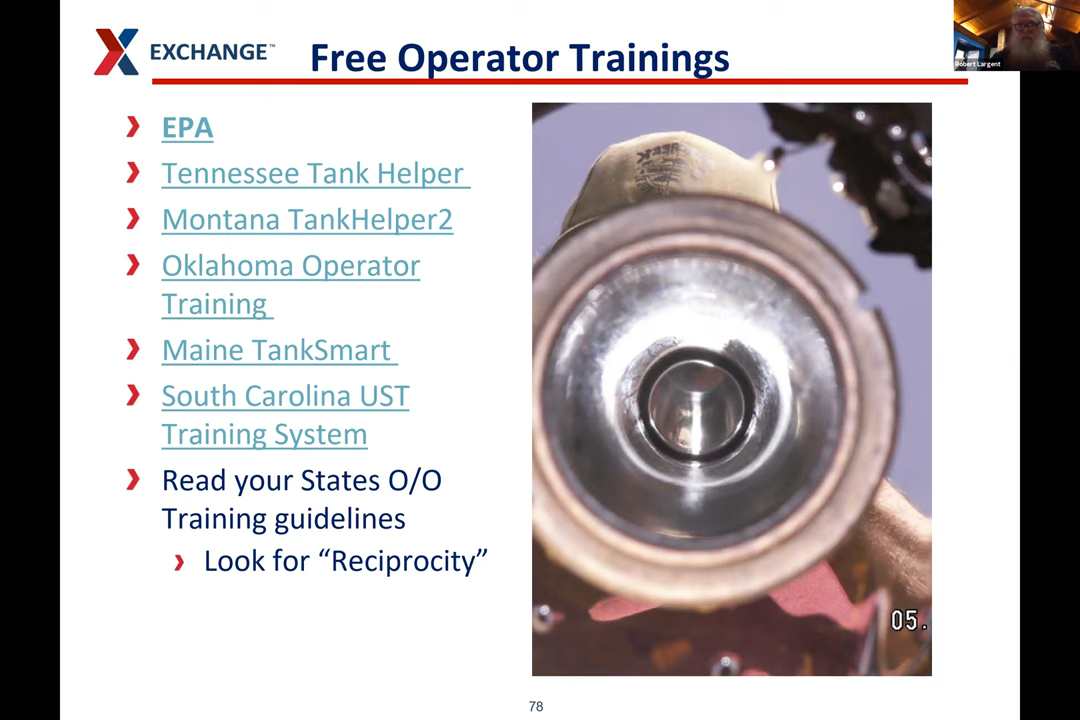 EXCHANGE™
Free Operator Trainings
Robert Largent
EPA
Tennessee Tank Helper
Montana TankHelper2
Oklahoma Operator
Training
Maine TankSmart
South Carolina UST
Training System
Read your States O/O
Training guidelines
Look for “Reciprocity”
05.
78